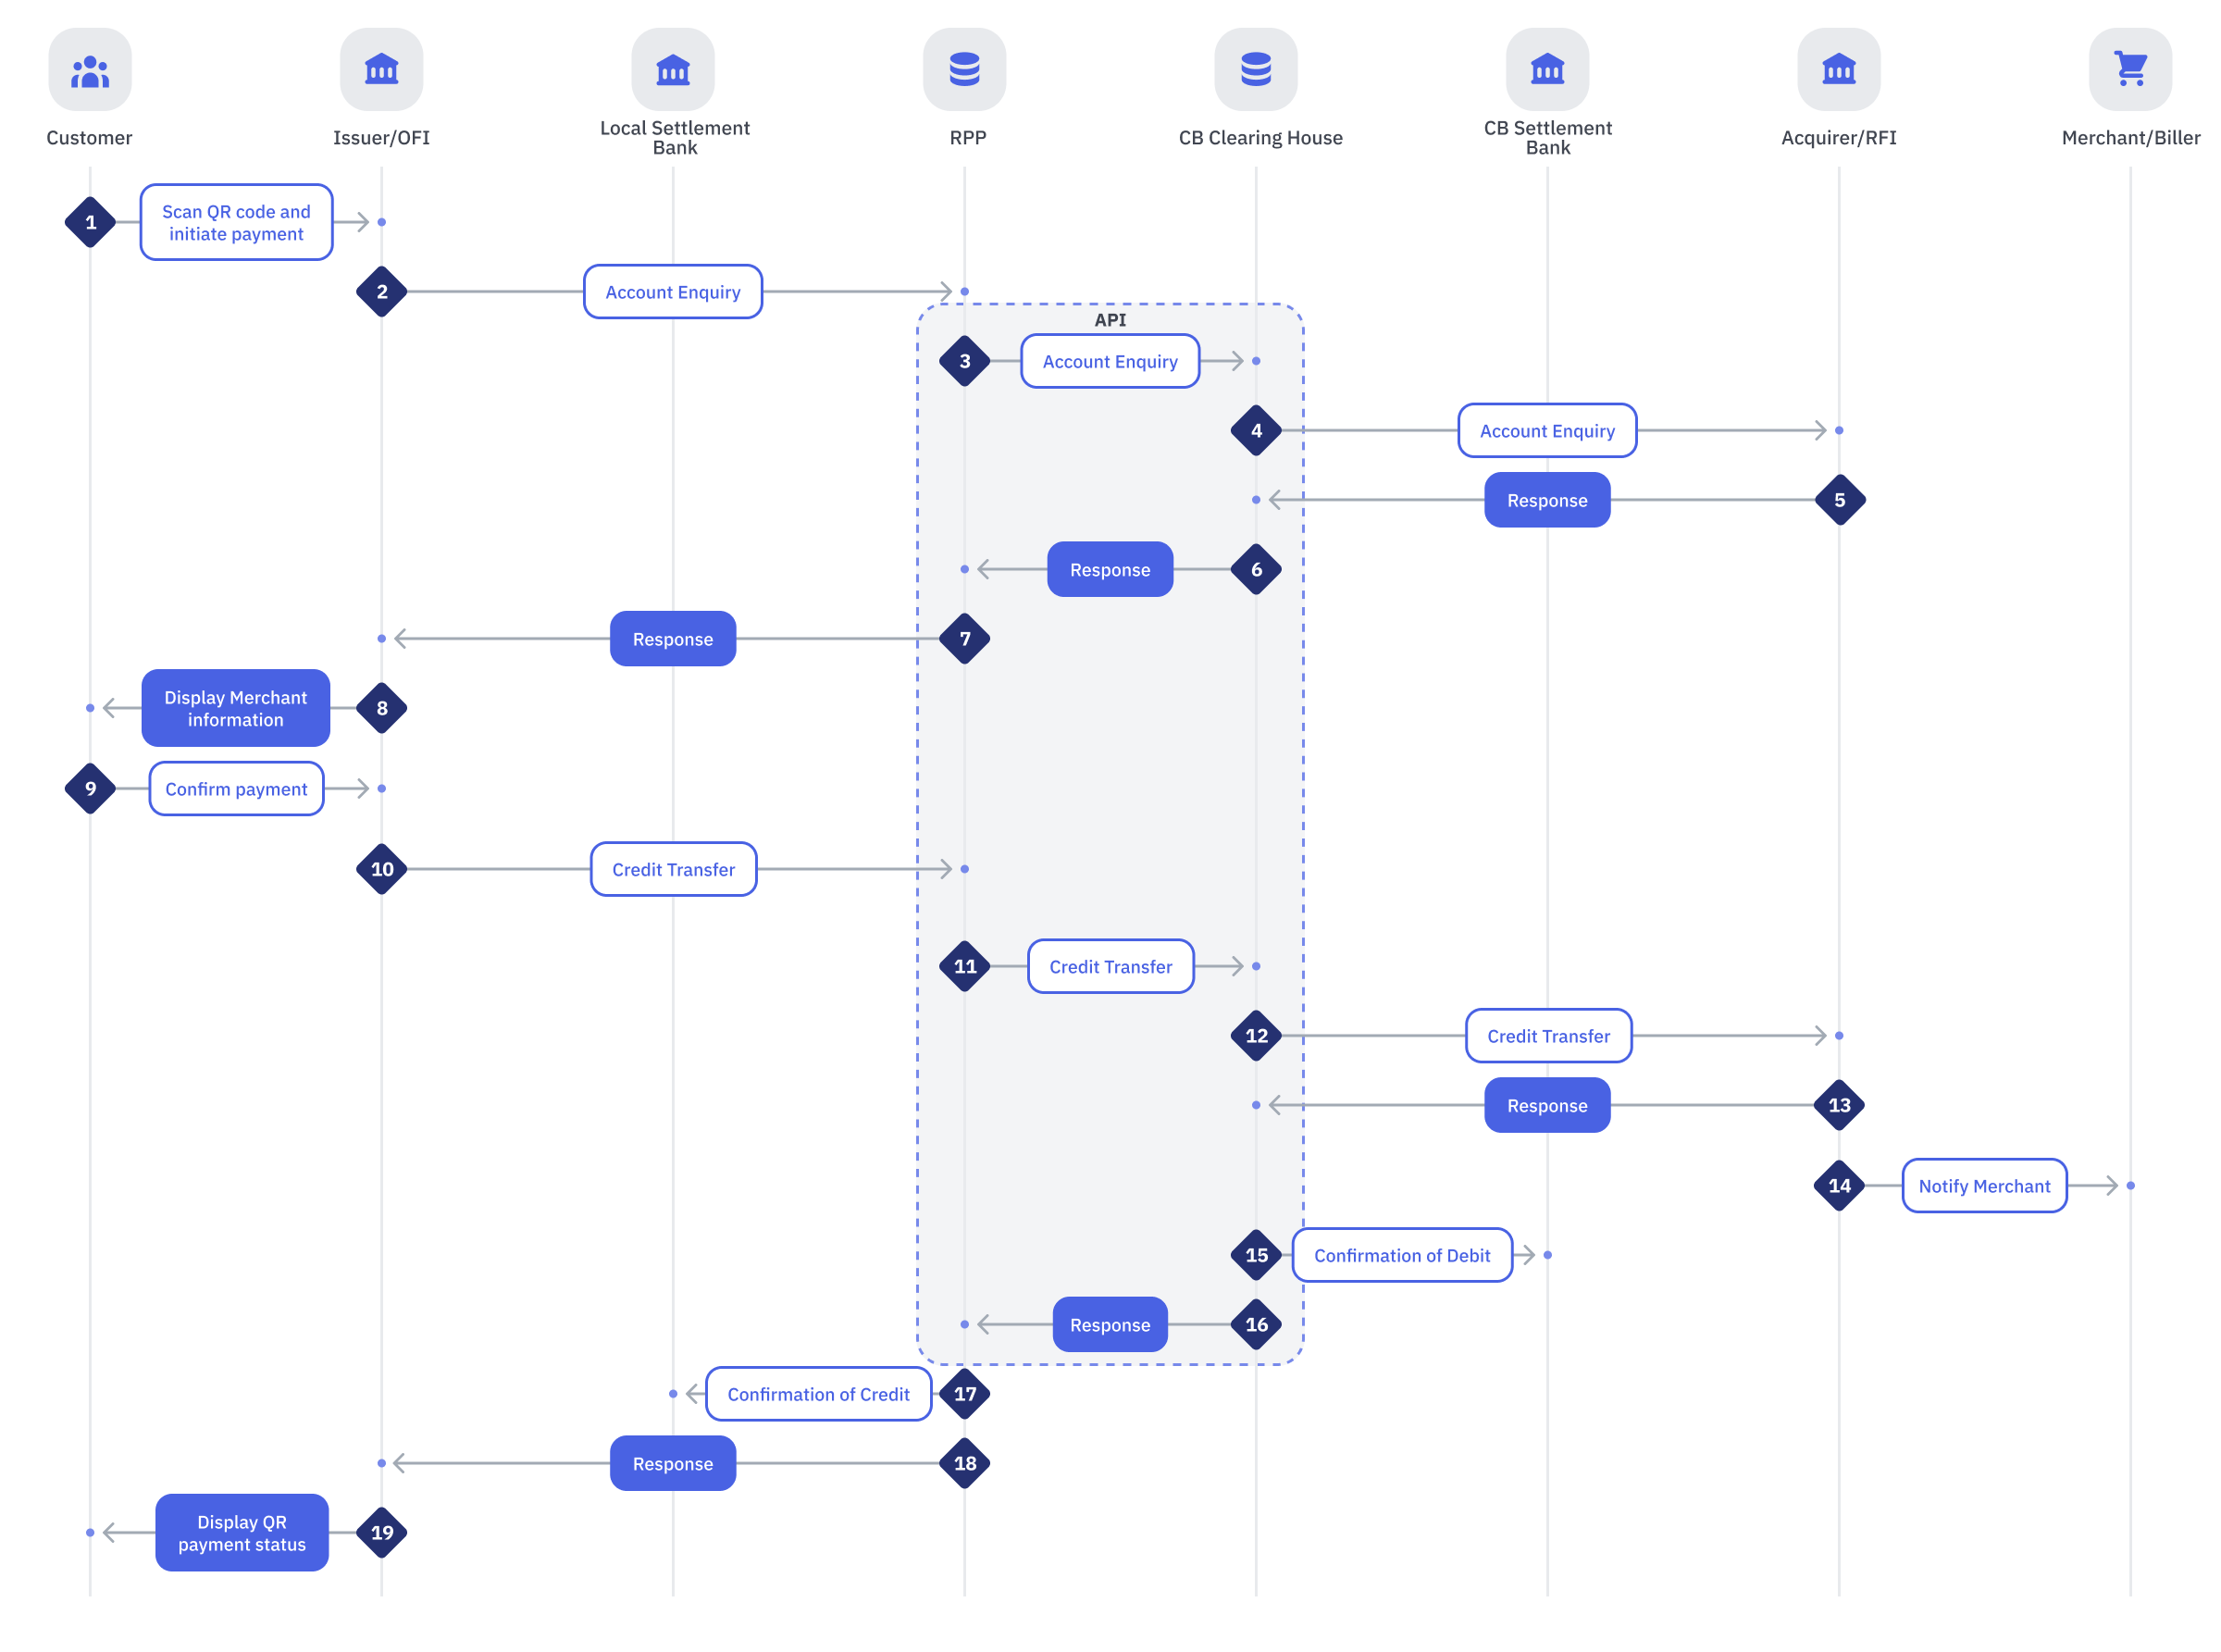 Customer
Issuer/OFI
Local Settlement
Bank
RPP
CB Clearing House
CB Settlement
Bank
Acquirer/RFI
Merchant/Biller
1
Scan QR code and
initiate payment
2
Account Enquiry
API
3
Account Enquiry
4
Account Enquiry
Response
5
Response
6
Response
7
Display Merchant
information
8
9
Confirm payment
10
Credit Transfer
11
Credit Transfer
12
Credit Transfer
Response
13
14
Notify Merchant
15
Confirmation of Debit
Response
16
Confirmation of Credit
17
Response
18
Display QR
payment status
19